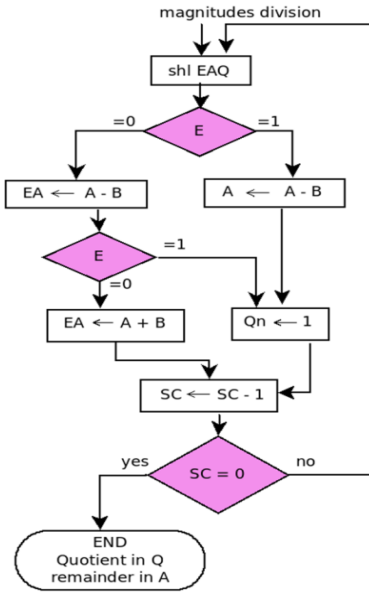 magnitudes division
shl EAQ
E
=0
=1
EA ← A - B
A ← A - B
E
=1
=0
EA ← A + B
Qn ← 1
SC ← SC - 1
yes
SC = 0
no
END
Quotient in Q
remainder in A